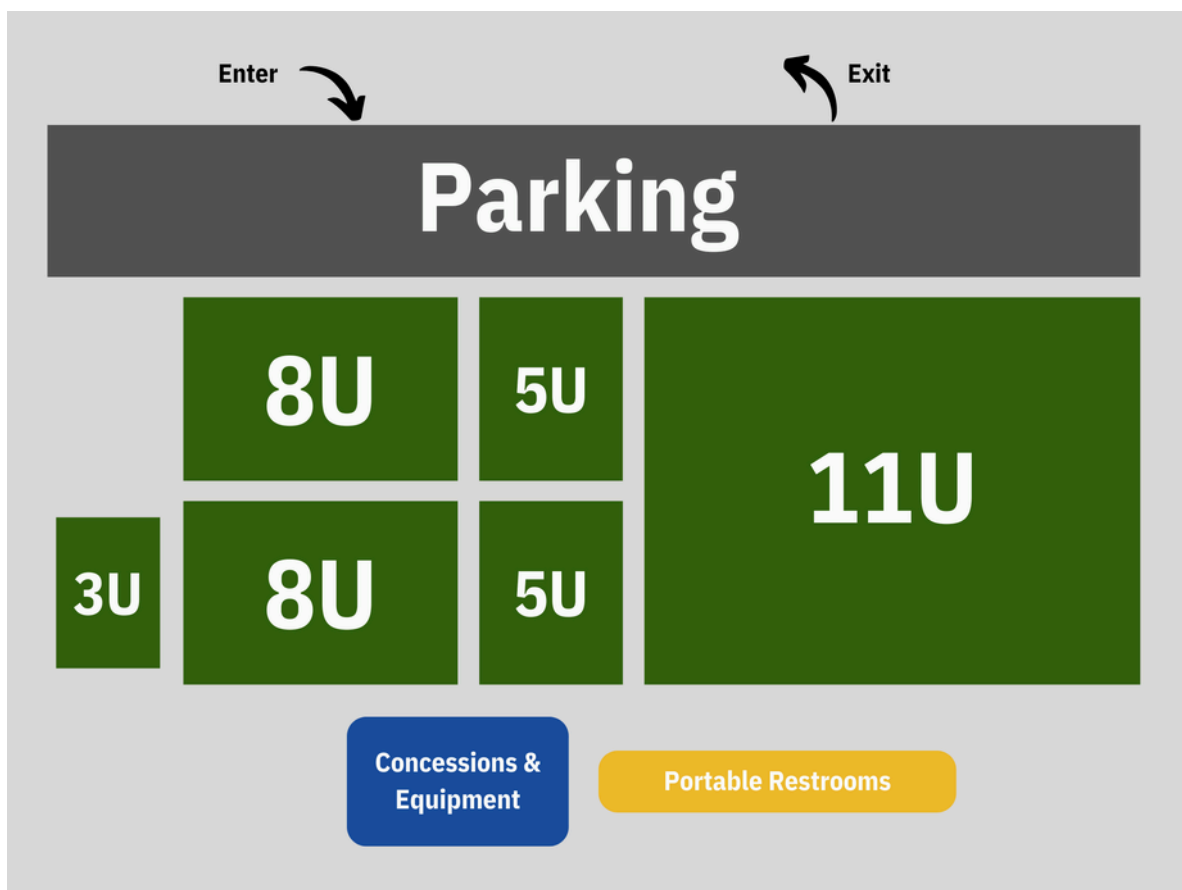 Enter
Exit
Parking
8U
5U
11U
3U
8U
5U
Concessions &
Equipment
Portable Restrooms